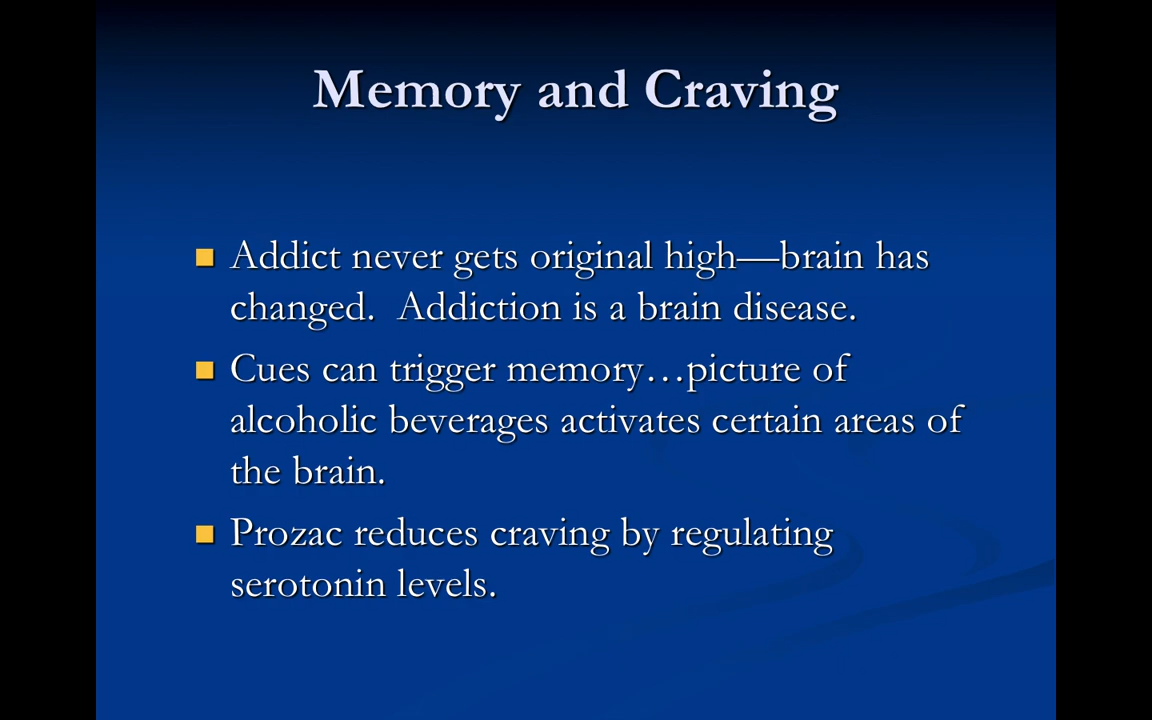 Memory and Craving
Addict never gets original high—brain has
changed.  Addiction is a brain disease.
Cues can trigger memory…picture of
alcoholic beverages activates certain areas of
the brain.
Prozac reduces craving by regulating
serotonin levels.